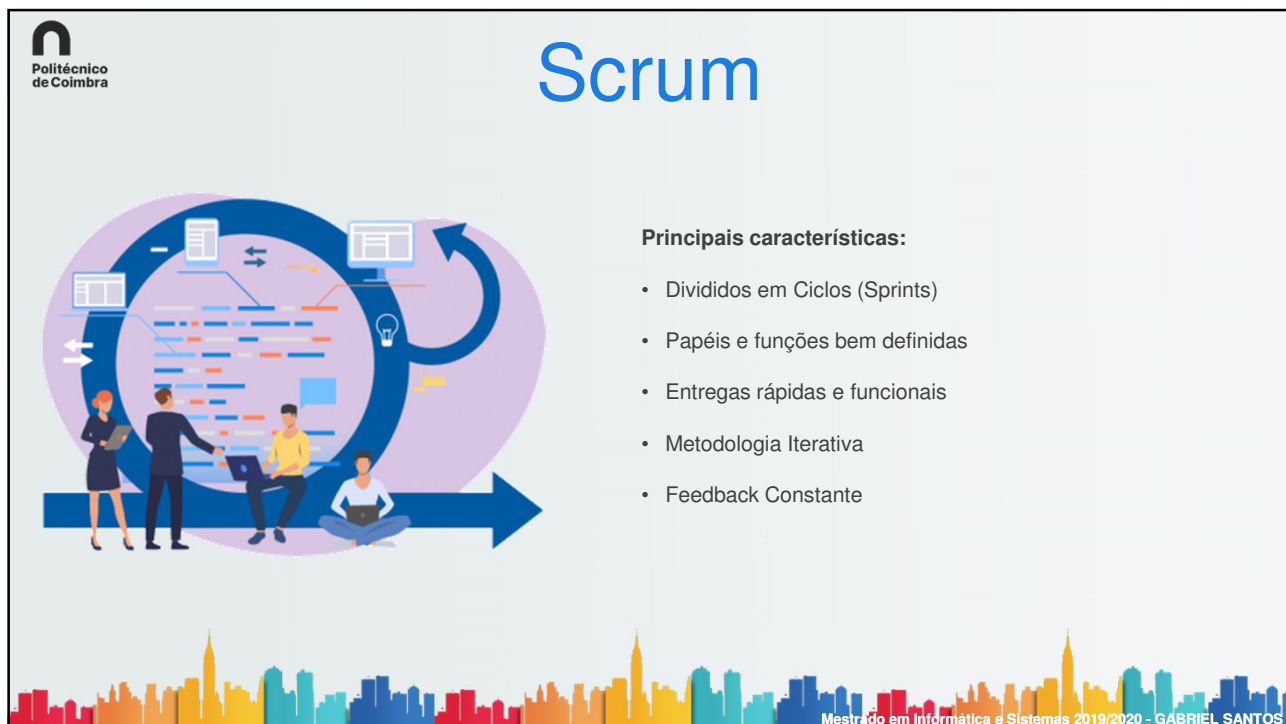 Politécnico
de Coimbra
Scrum
Principais características:
• Divididos em Ciclos (Sprints)
• Papéis e funções bem definidas
• Entregas rápidas e funcionais
• Metodologia Iterativa
• Feedback Constante
Mestrado em Informática e Sistemas 2019/2020 - GABRIEL SANTOS